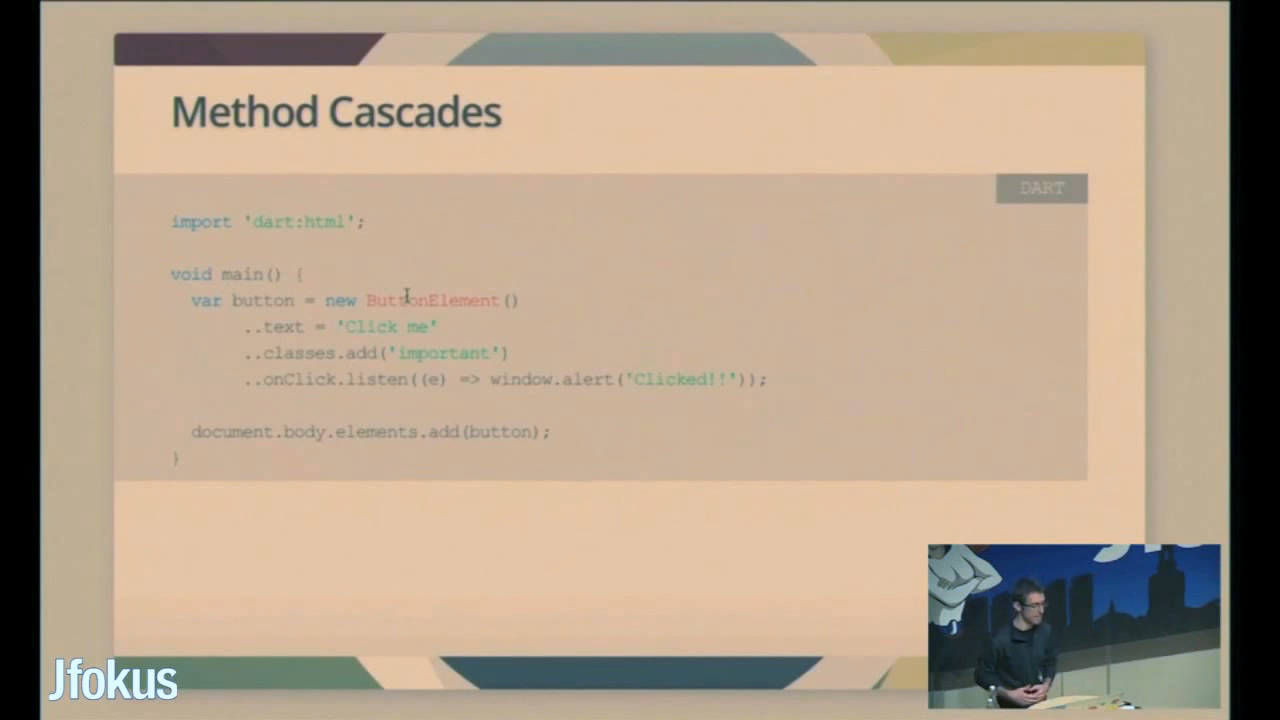 Method Cascades
DART
import 'dart:html';
void main() {
var button = new ButtonElement()
..text = 'Click me'
..classes.add('important')
..onClick.listen((e) => window.alert('Clicked!!'));
document.body.elements.add(button);
}
Jfokus